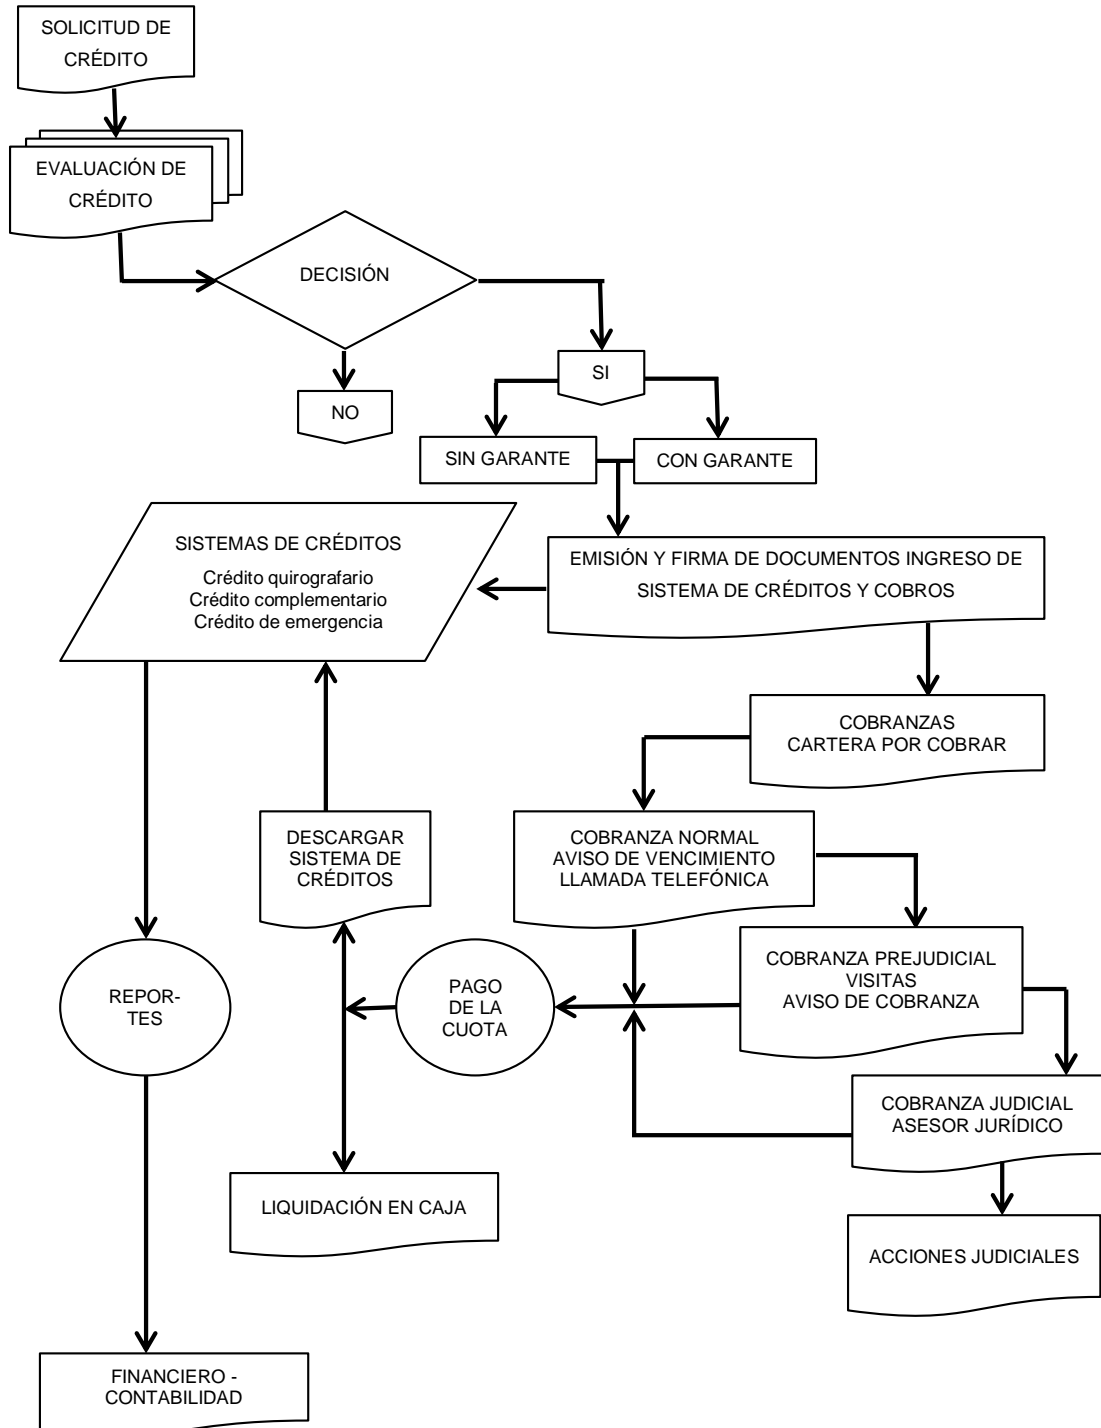 SOLICITUD DE
CRÉDITO
EVALUACIÓN DE
CRÉDITO
DECISIÓN
SI
NO
SIN GARANTE
CON GARANTE
SISTEMAS DE CRÉDITOS
Crédito quirografario
Crédito complementario
Crédito de emergencia
EMISIÓN Y FIRMA DE DOCUMENTOS INGRESO DE
SISTEMA DE CRÉDITOS Y COBROS
COBRANZAS
CARTERA POR COBRAR
DESCARGAR
SISTEMA DE
CRÉDITOS
COBRANZA NORMAL
AVISO DE VENCIMIENTO
LLAMADA TELEFÓNICA
REPOR-
TES
PAGO
DE LA
CUOTA
COBRANZA PREJUDICIAL
VISITAS
AVISO DE COBRANZA
COBRANZA JUDICIAL
ASESOR JURÍDICO
LIQUIDACIÓN EN CAJA
ACCIONES JUDICIALES
FINANCIERO -
CONTABILIDAD